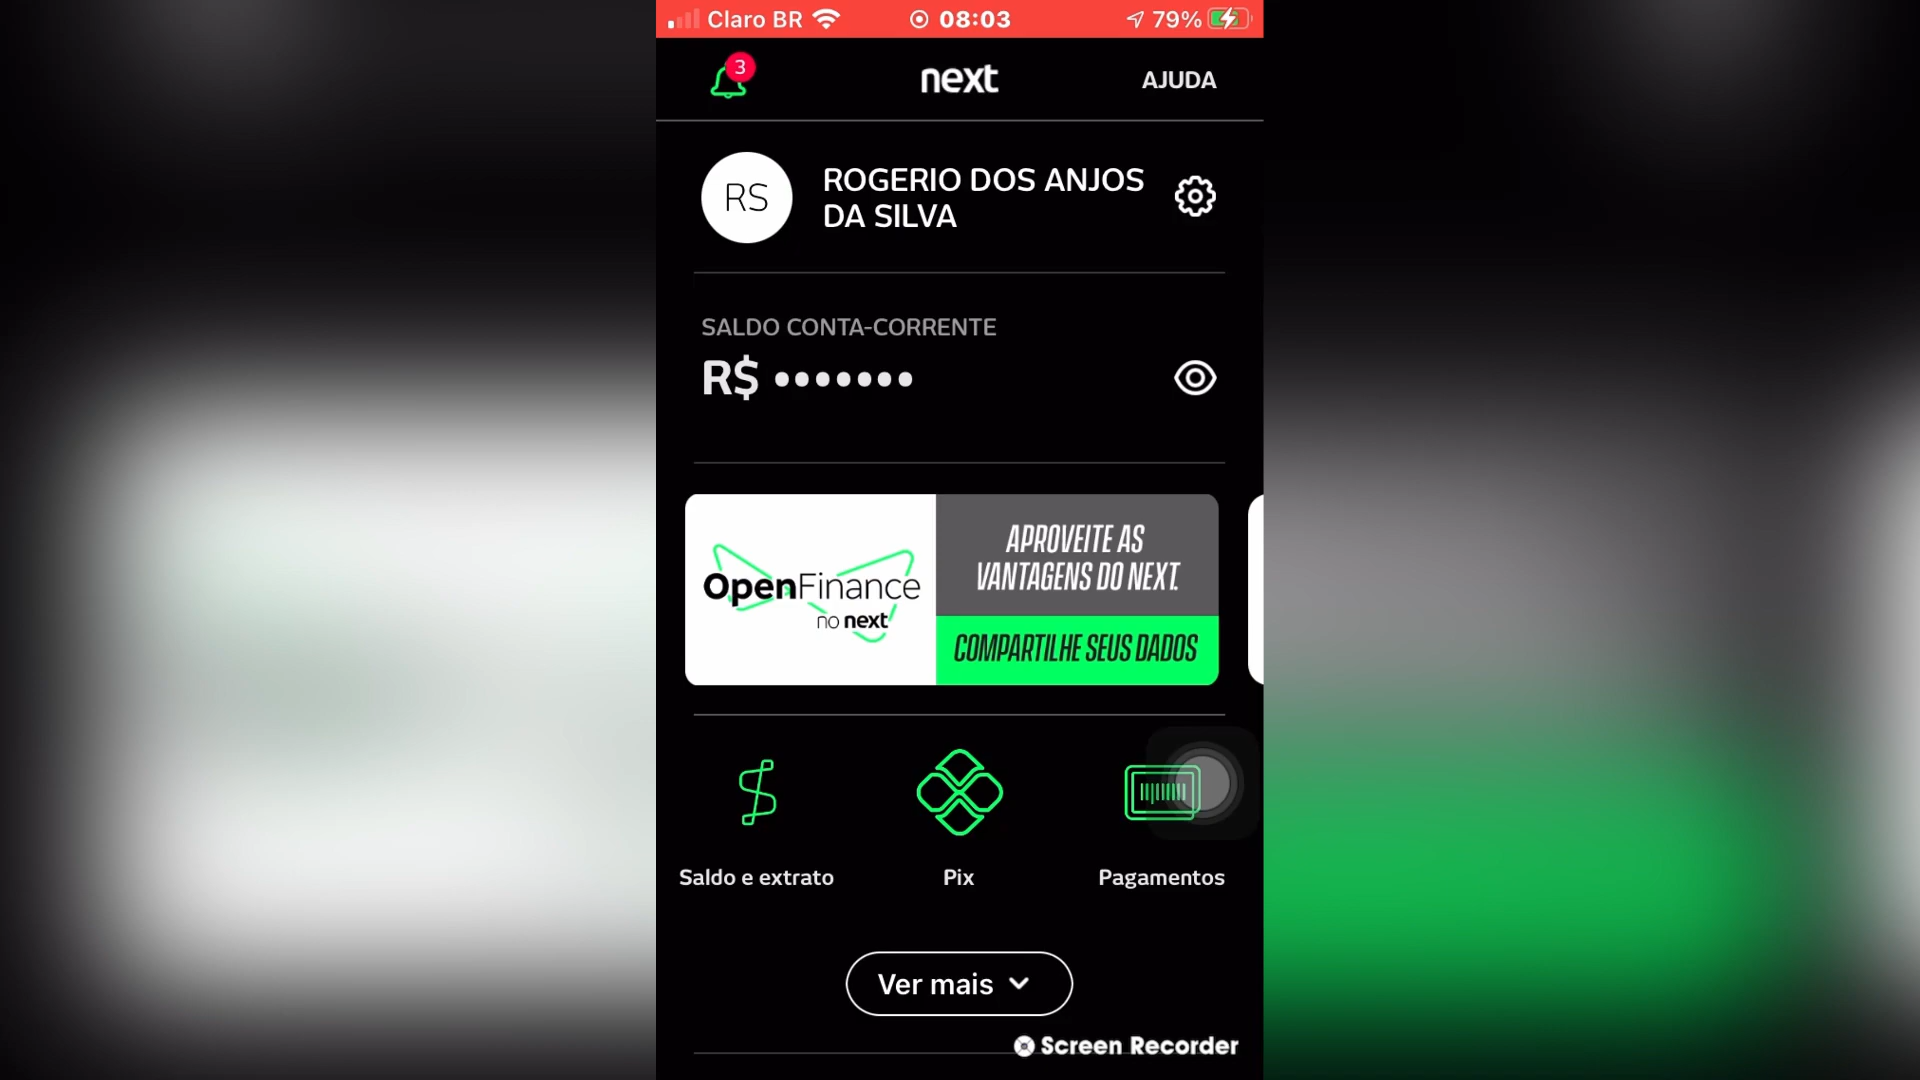 Claro BR 08:03 79%
3 next AJUDA
RS
ROGERIO DOS ANJOS
DA SILVA
SALDO CONTA-CORRENTE
R$ •••••••
OpenFinance
no next
APROVEITE AS
VANTAGENS DO NEXT.
COMPARTILHE SEUS DADOS
Saldo e extrato Pix Pagamentos
Ver mais
Screen Recorder